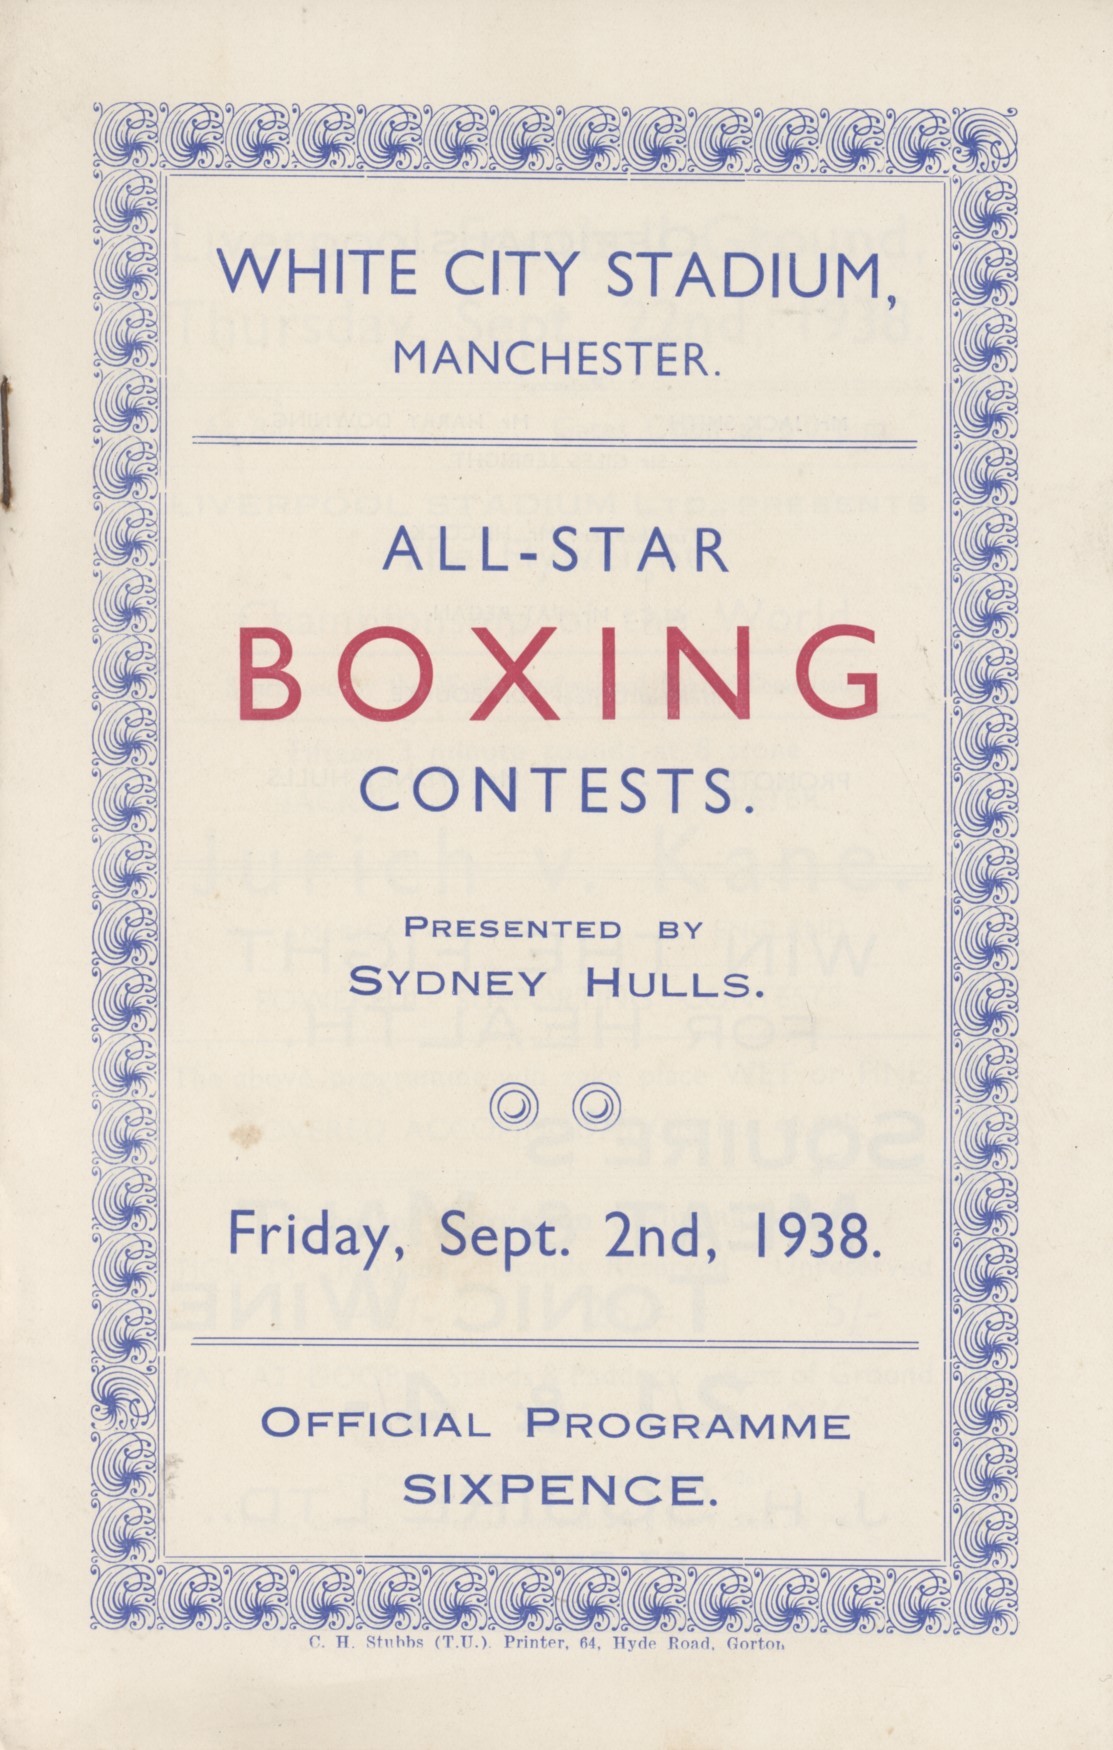 WHITE CITY STADIUM,
MANCHESTER.
ALL-STAR
BOXING
CONTESTS.
PRESENTED BY
SYDNEY HULLS.
Friday, Sept. 2nd, 1938.
OFFICIAL PROGRAMME
SIXPENCE.
C. H. Stubbs (T.U.). Printer, 64, Hyde Road, Gorton